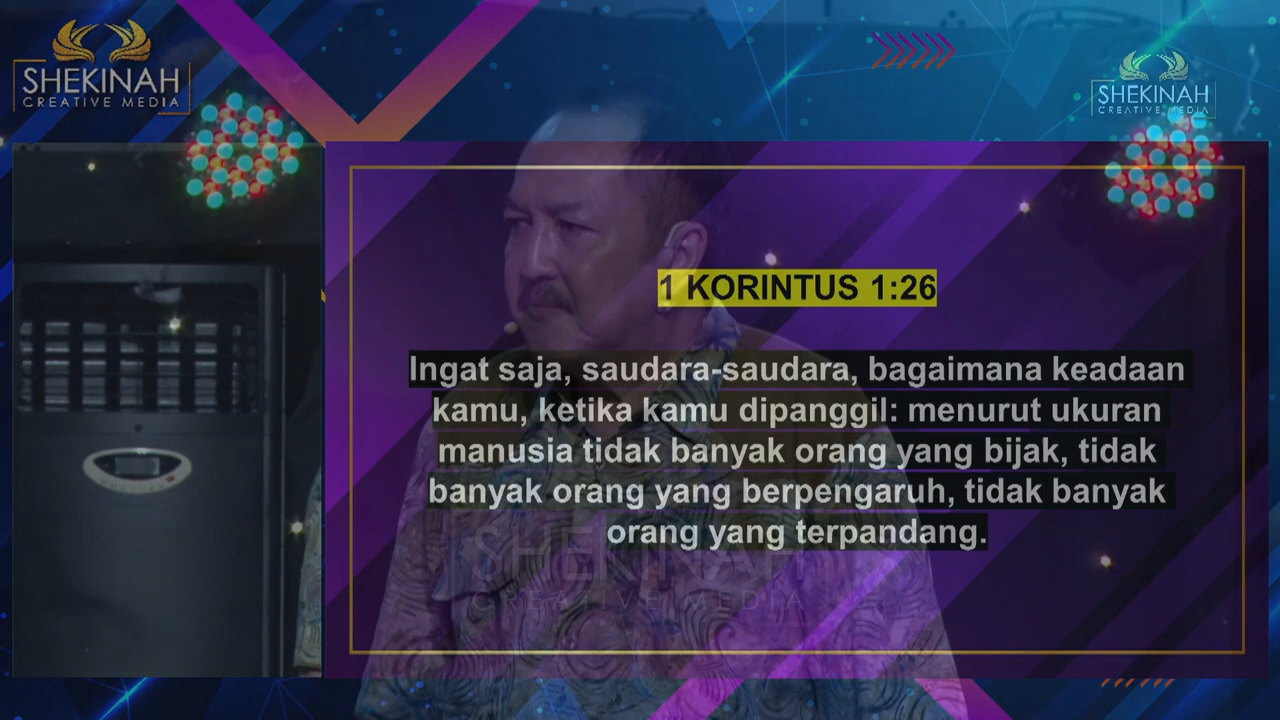 SHEKINAH
CREATIVE MEDIA
SHEKINAH
CREATIVE MEDIA
1 KORINTUS 1:26
Ingat saja, saudara-saudara, bagaimana keadaan
kamu, ketika kamu dipanggil: menurut ukuran
manusia tidak banyak orang yang bijak, tidak
banyak orang yang berpengaruh, tidak banyak
orang yang terpandang.
SHEKINAH
CREATIVE MEDIA